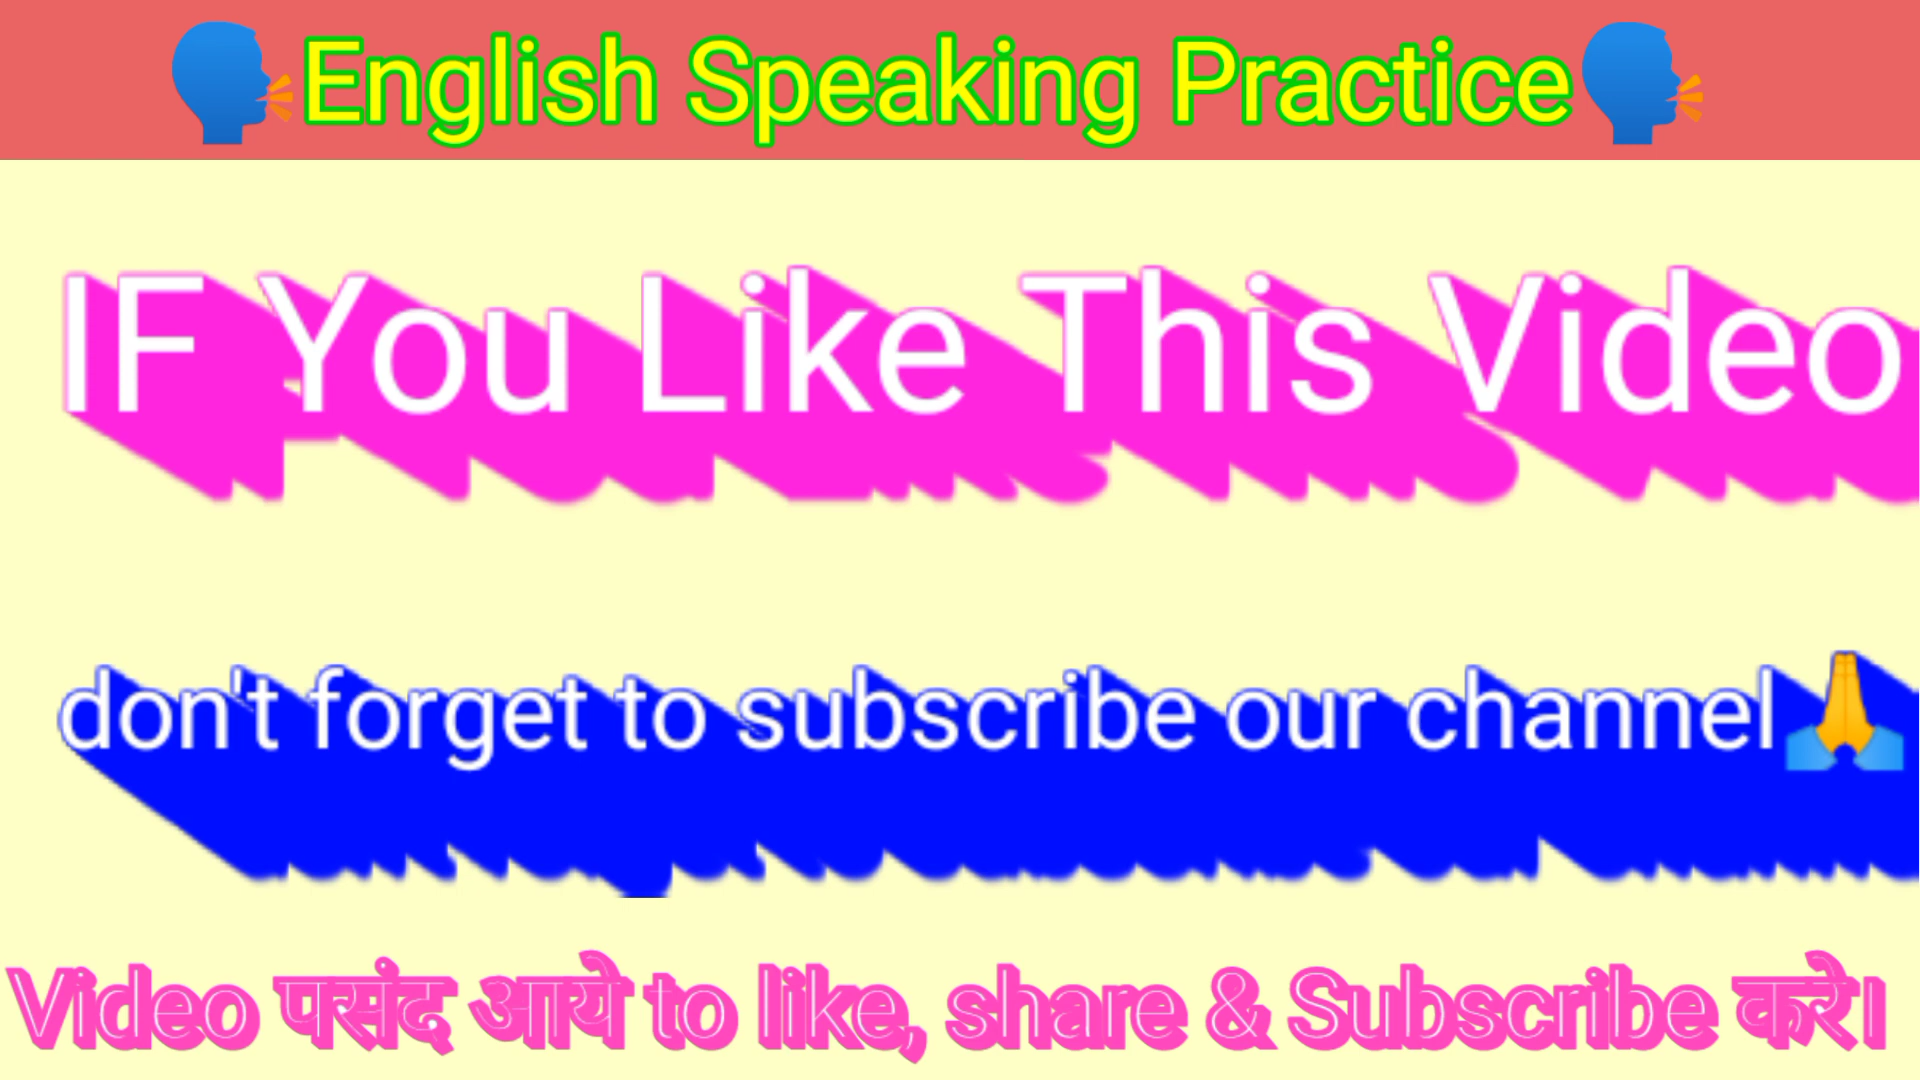 🗣️English Speaking Practice🗣️
IF You Like This Video
don't forget to subscribe our channel🙏
Video पसंद आये to like, share & Subscribe करे।